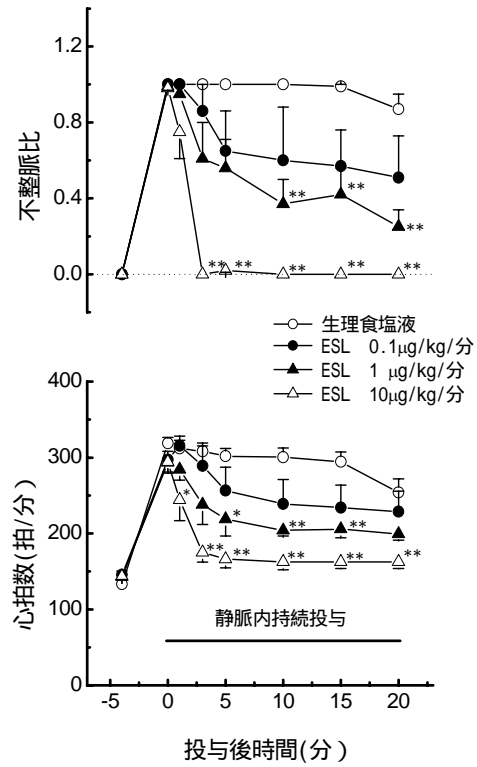 1.2
0.8
0.4
0.0
不整脈比
**
**
**
** ** ** ** **
生理食塩液
ESL 0.1μg/kg/分
ESL 1 μg/kg/分
ESL 10μg/kg/分
400
300
200
100
0
心拍数(拍/分)
* ** **
* ** ** ** ** **
静脈内持続投与
-5 0 5 10 15 20
投与後時間(分)